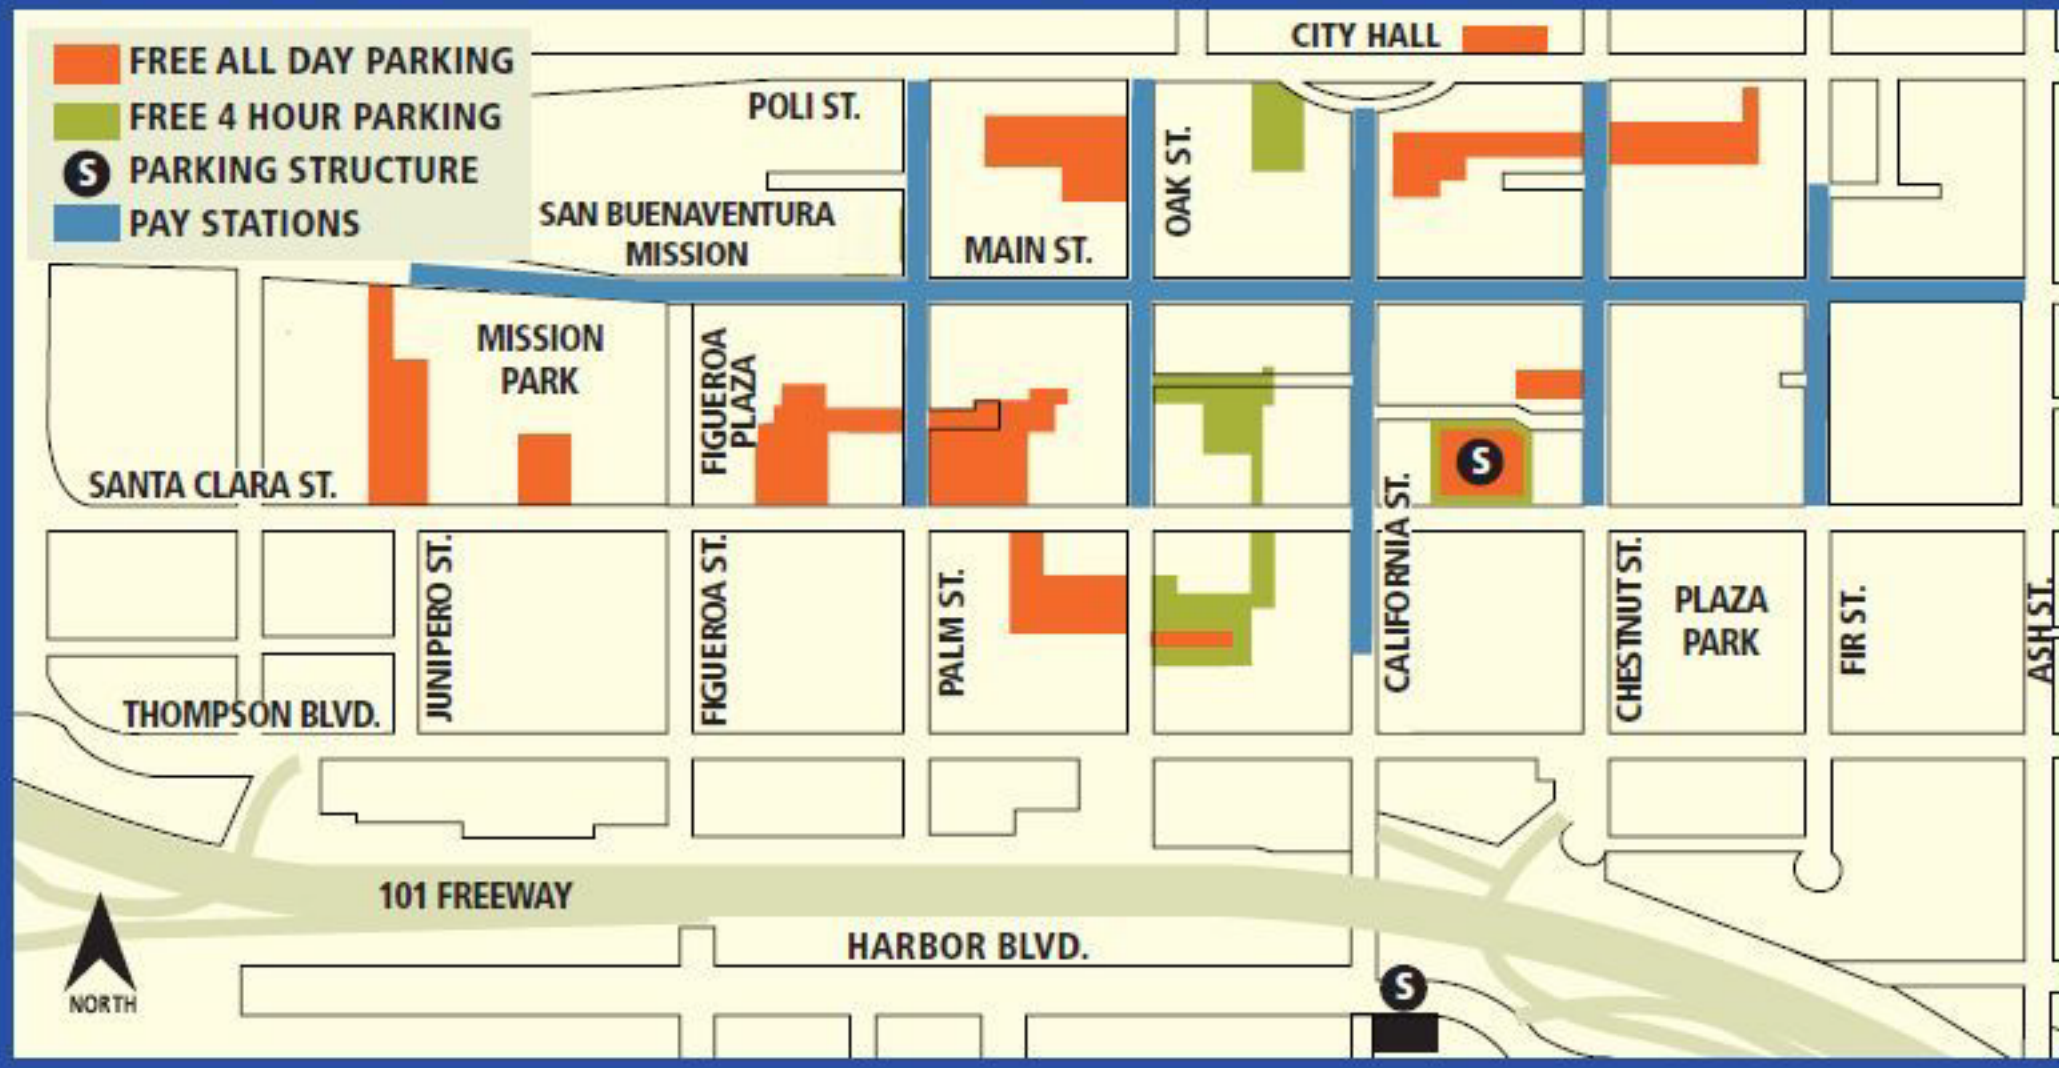 FREE ALL DAY PARKING
FREE 4 HOUR PARKING
S PARKING STRUCTURE
PAY STATIONS
CITY HALL
POLI ST.
OAK ST.
SAN BUENAVENTURA
MISSION
MAIN ST.
MISSION
PARK
FIGUEROA
PLAZA
SANTA CLARA ST.
S
CALIFORNIA ST.
JUNIPERO ST.
FIGUEROA ST.
PALM ST.
CHESTNUT ST.
PLAZA
PARK
FIR ST.
ASH ST.
THOMPSON BLVD.
101 FREEWAY
HARBOR BLVD.
S
NORTH